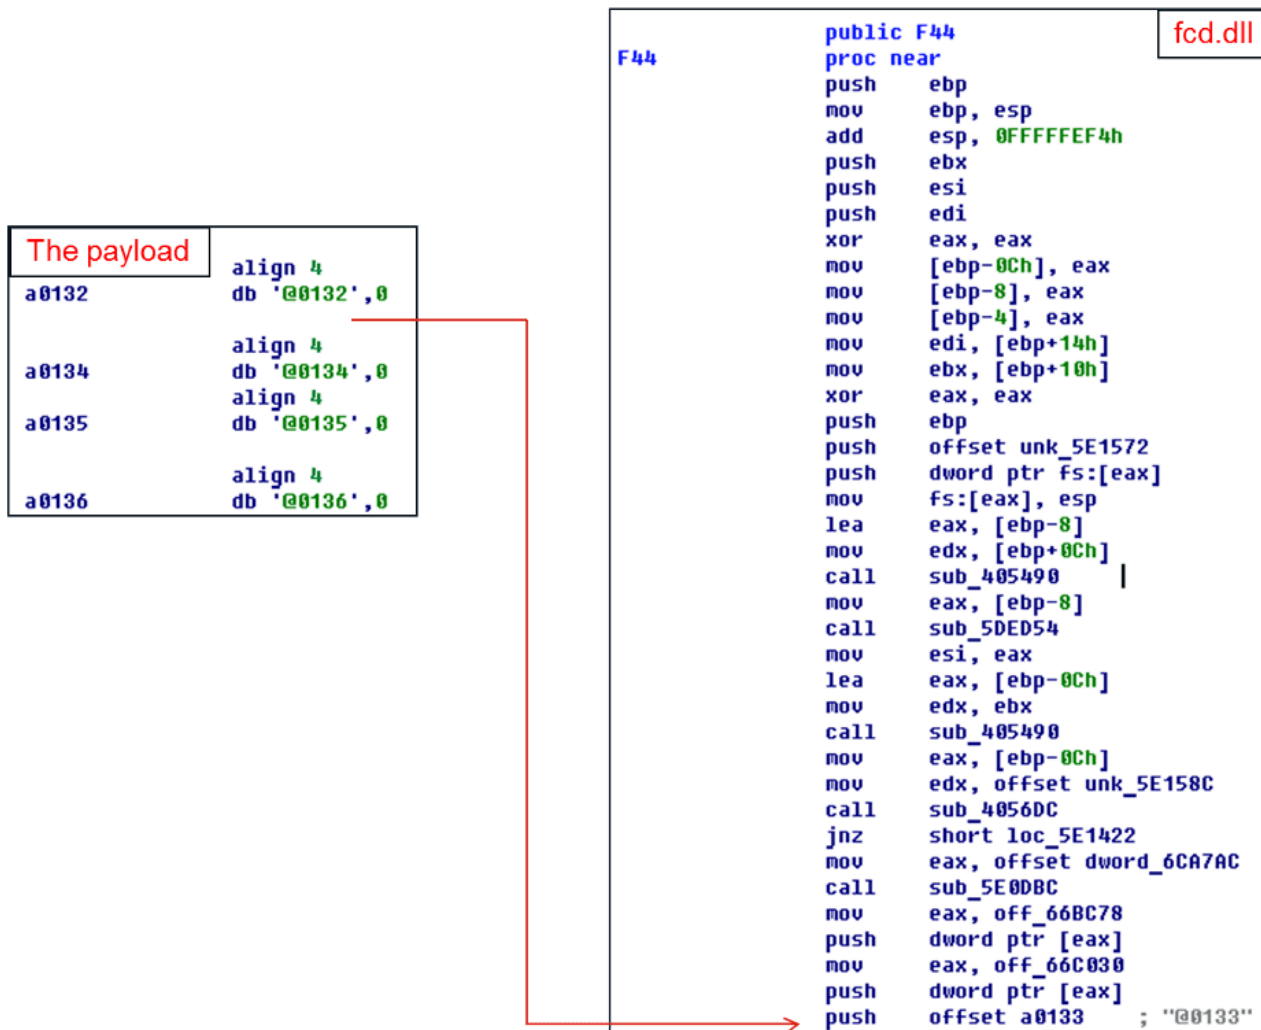 The payload
align 4
a0132 db '@0132',0
align 4
a0134 db '@0134',0
align 4
a0135 db '@0135',0
align 4
a0136 db '@0136',0
fcd.dll
public F44
F44 proc near
push ebp
mov ebp, esp
add esp, 0FFFFFEF4h
push ebx
push esi
push edi
xor eax, eax
mov [ebp-0Ch], eax
mov [ebp-8], eax
mov [ebp-4], eax
mov edi, [ebp+14h]
mov ebx, [ebp+10h]
xor eax, eax
push ebp
push offset unk_5E1572
push dword ptr fs:[eax]
mov fs:[eax], esp
lea eax, [ebp-8]
mov edx, [ebp+0Ch]
call sub_405490
mov eax, [ebp-8]
call sub_5DED54
mov esi, eax
lea eax, [ebp-0Ch]
mov edx, ebx
call sub_405490
mov eax, [ebp-0Ch]
mov edx, offset unk_5E158C
call sub_4056DC
jnz short loc_5E1422
mov eax, offset dword_6CA7AC
call sub_5E0DBC
mov eax, off_66BC78
push dword ptr [eax]
mov eax, off_66C030
push dword ptr [eax]
push offset a0133 ; "@0133"